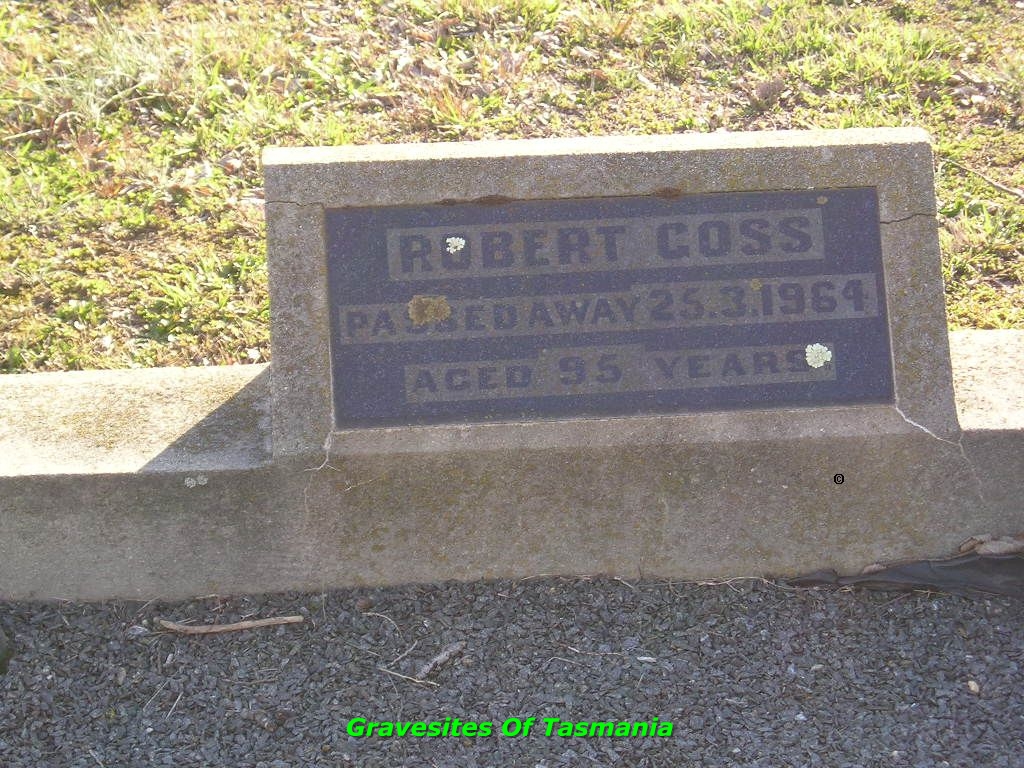 ROBERT GOSS
PASSED AWAY 25.3.1964
AGED 95 YEARS
©
Gravesites Of Tasmania